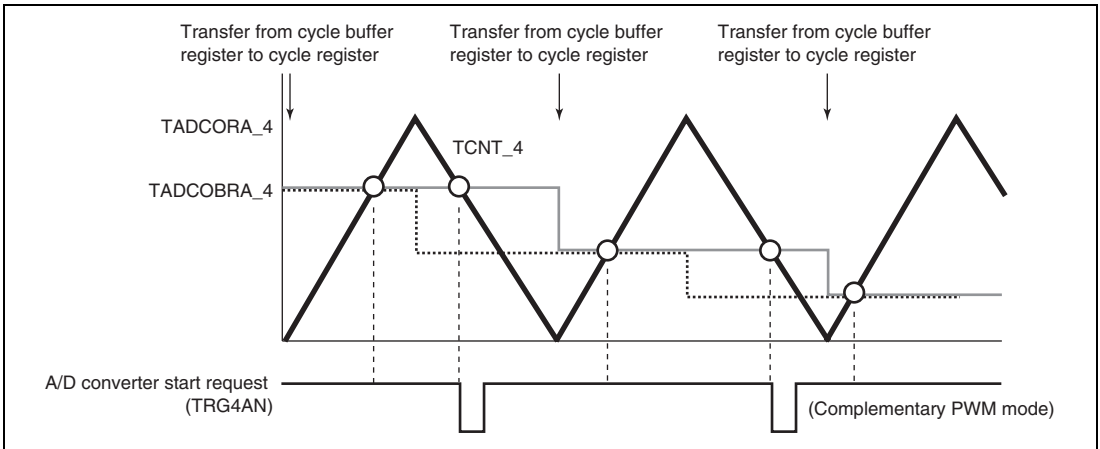 Transfer from cycle buffer
register to cycle register
Transfer from cycle buffer
register to cycle register
Transfer from cycle buffer
register to cycle register
TADCORA_4
TCNT_4
TADCOBRA_4
A/D converter start request
(TRG4AN)
(Complementary PWM mode)